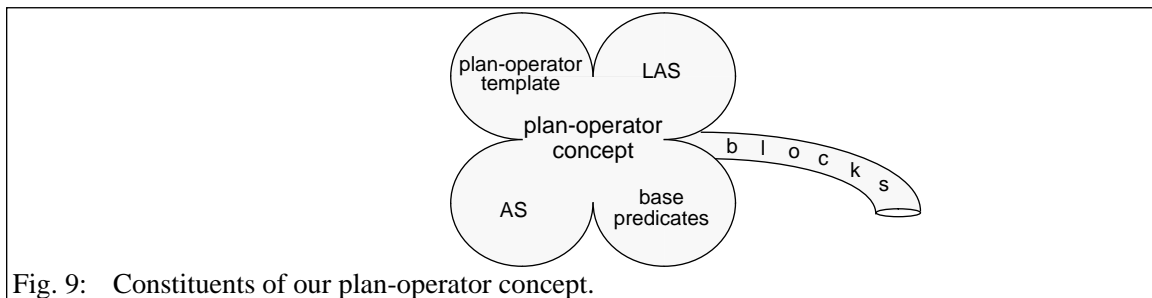 plan-operator
template
LAS
plan-operator
concept
b l o c k s
AS
base
predicates
Fig. 9: Constituents of our plan-operator concept.